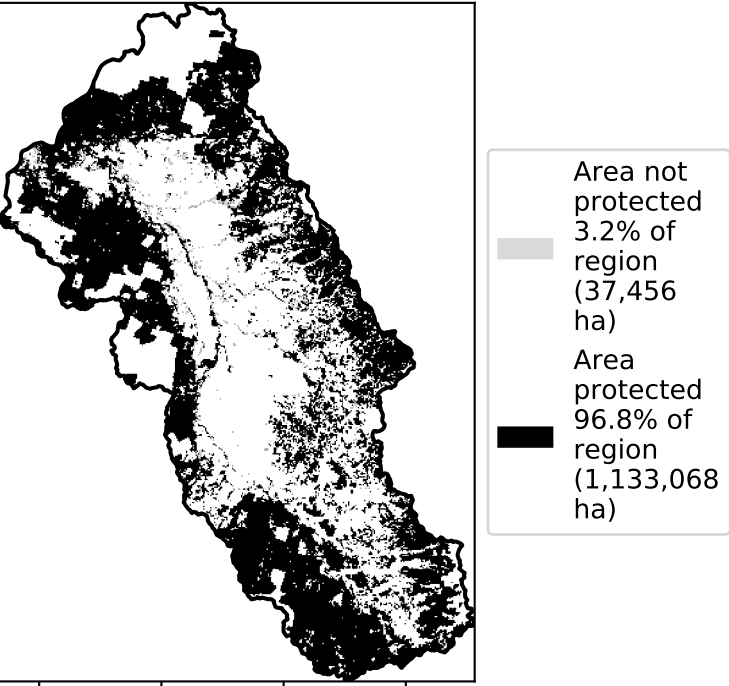 Area not
protected
3.2% of
region
(37,456
ha)
Area
protected
96.8% of
region
(1,133,068
ha)